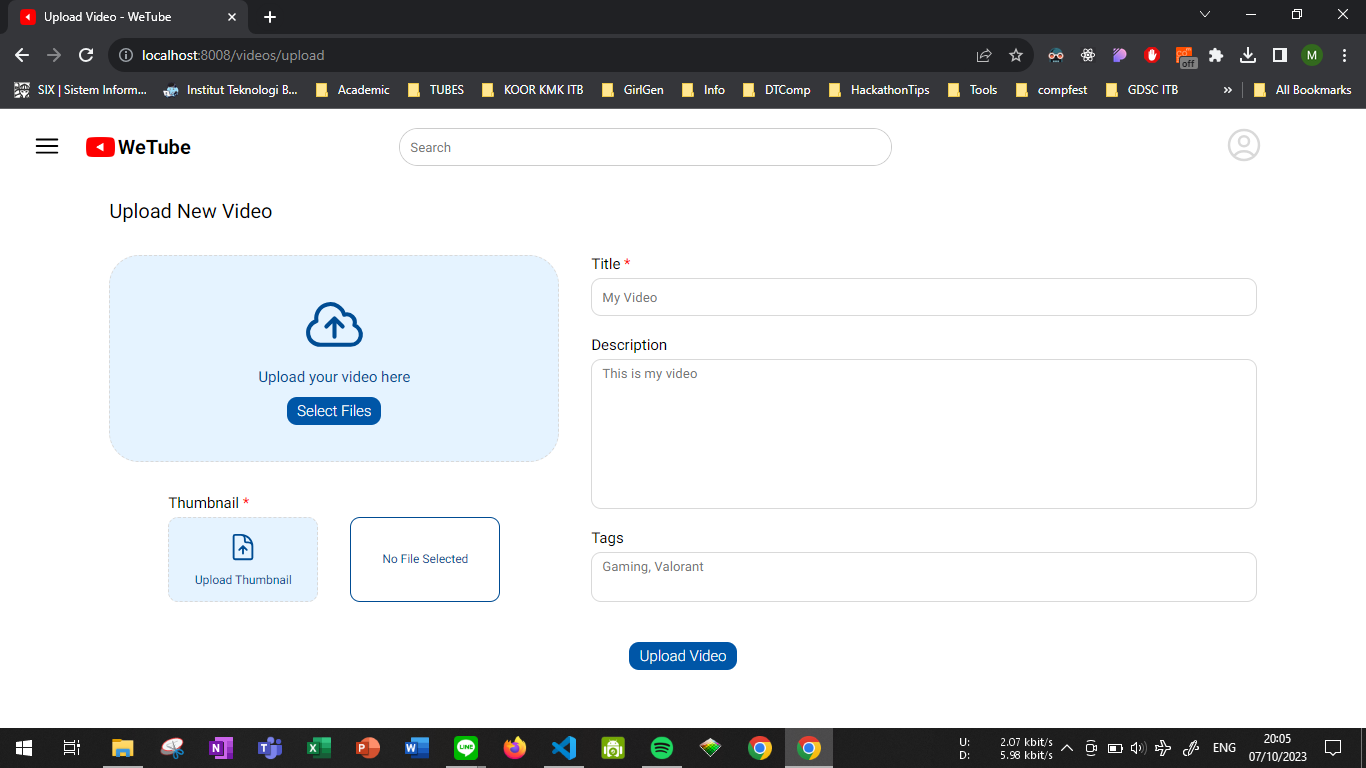 Upload Video - WeTube
localhost:8008/videos/upload
off
M
SIX | Sistem Inform... Institut Teknologi B... Academic TUBES KOOR KMK ITB GirlGen Info DTComp HackathonTips Tools compfest GDSC ITB » All Bookmarks
WeTube
Search
Upload New Video
Upload your video here
Select Files
Thumbnail *
Upload Thumbnail
No File Selected
Title *
My Video
Description
This is my video
Tags
Gaming, Valorant
Upload Video
U: 2.07 kbit/s
D: 5.98 kbit/s
ENG
20:05
07/10/2023